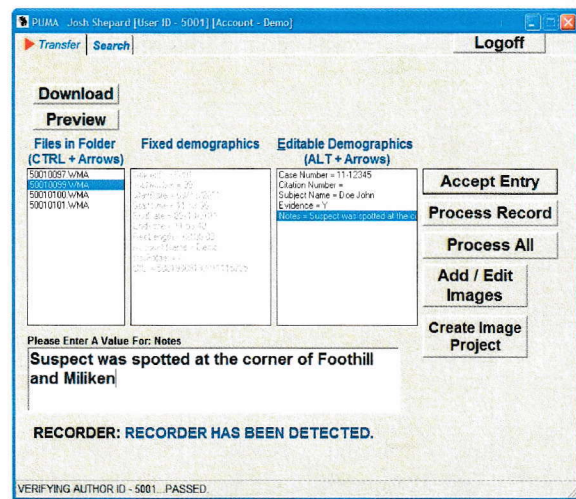 PUMA Josh Shepard [User ID - 5001] [Account - Demo]
Transfer Search Logoff
Download
Preview
Files in Folder
(CTRL + Arrows)
50010097.WMA
50010099.WMA
50010100.WMA
50010101.WMA
Fixed demographics
Editable Demographics
(ALT + Arrows)
Case Number = 11-12345
Citation Number =
Subject Name = Doe John
Evidence = Y
Notes = Suspect was spotted at the co
Accept Entry
Process Record
Process All
Add / Edit
Images
Create Image
Project
Please Enter A Value For: Notes
Suspect was spotted at the corner of Foothill
and Miliken
RECORDER: RECORDER HAS BEEN DETECTED.
VERIFYING AUTHOR ID - 5001...PASSED.